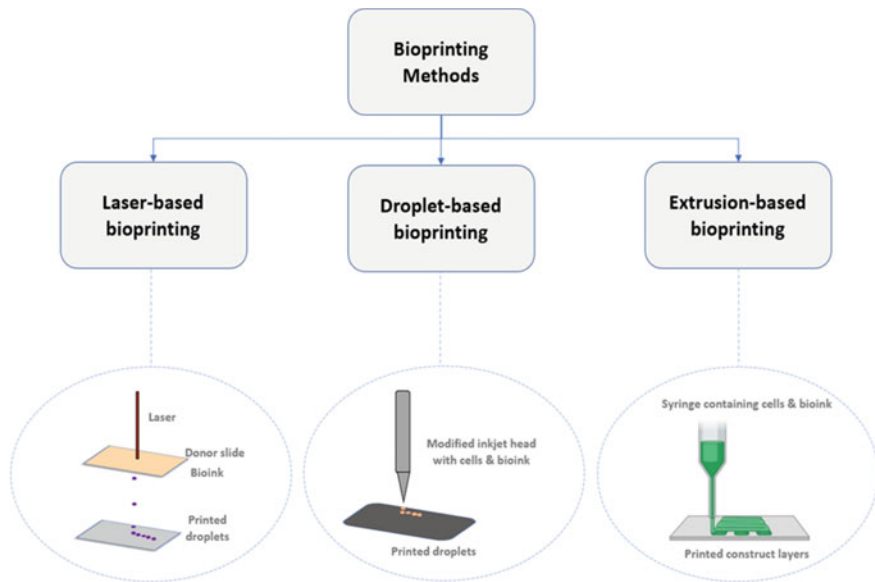 Bioprinting
Methods
Laser-based
bioprinting
Droplet-based
bioprinting
Extrusion-based
bioprinting
Laser
Donor slide
Bioink
Printed
droplets
Modified inkjet head
with cells & bioink
Printed droplets
Syringe containing cells & bioink
Printed construct layers